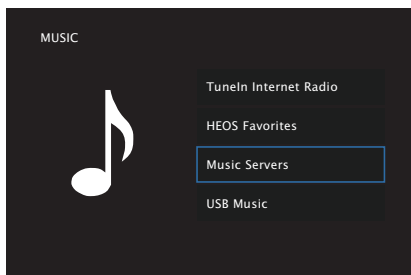 MUSIC
TuneIn Internet Radio
HEOS Favorites
Music Servers
USB Music